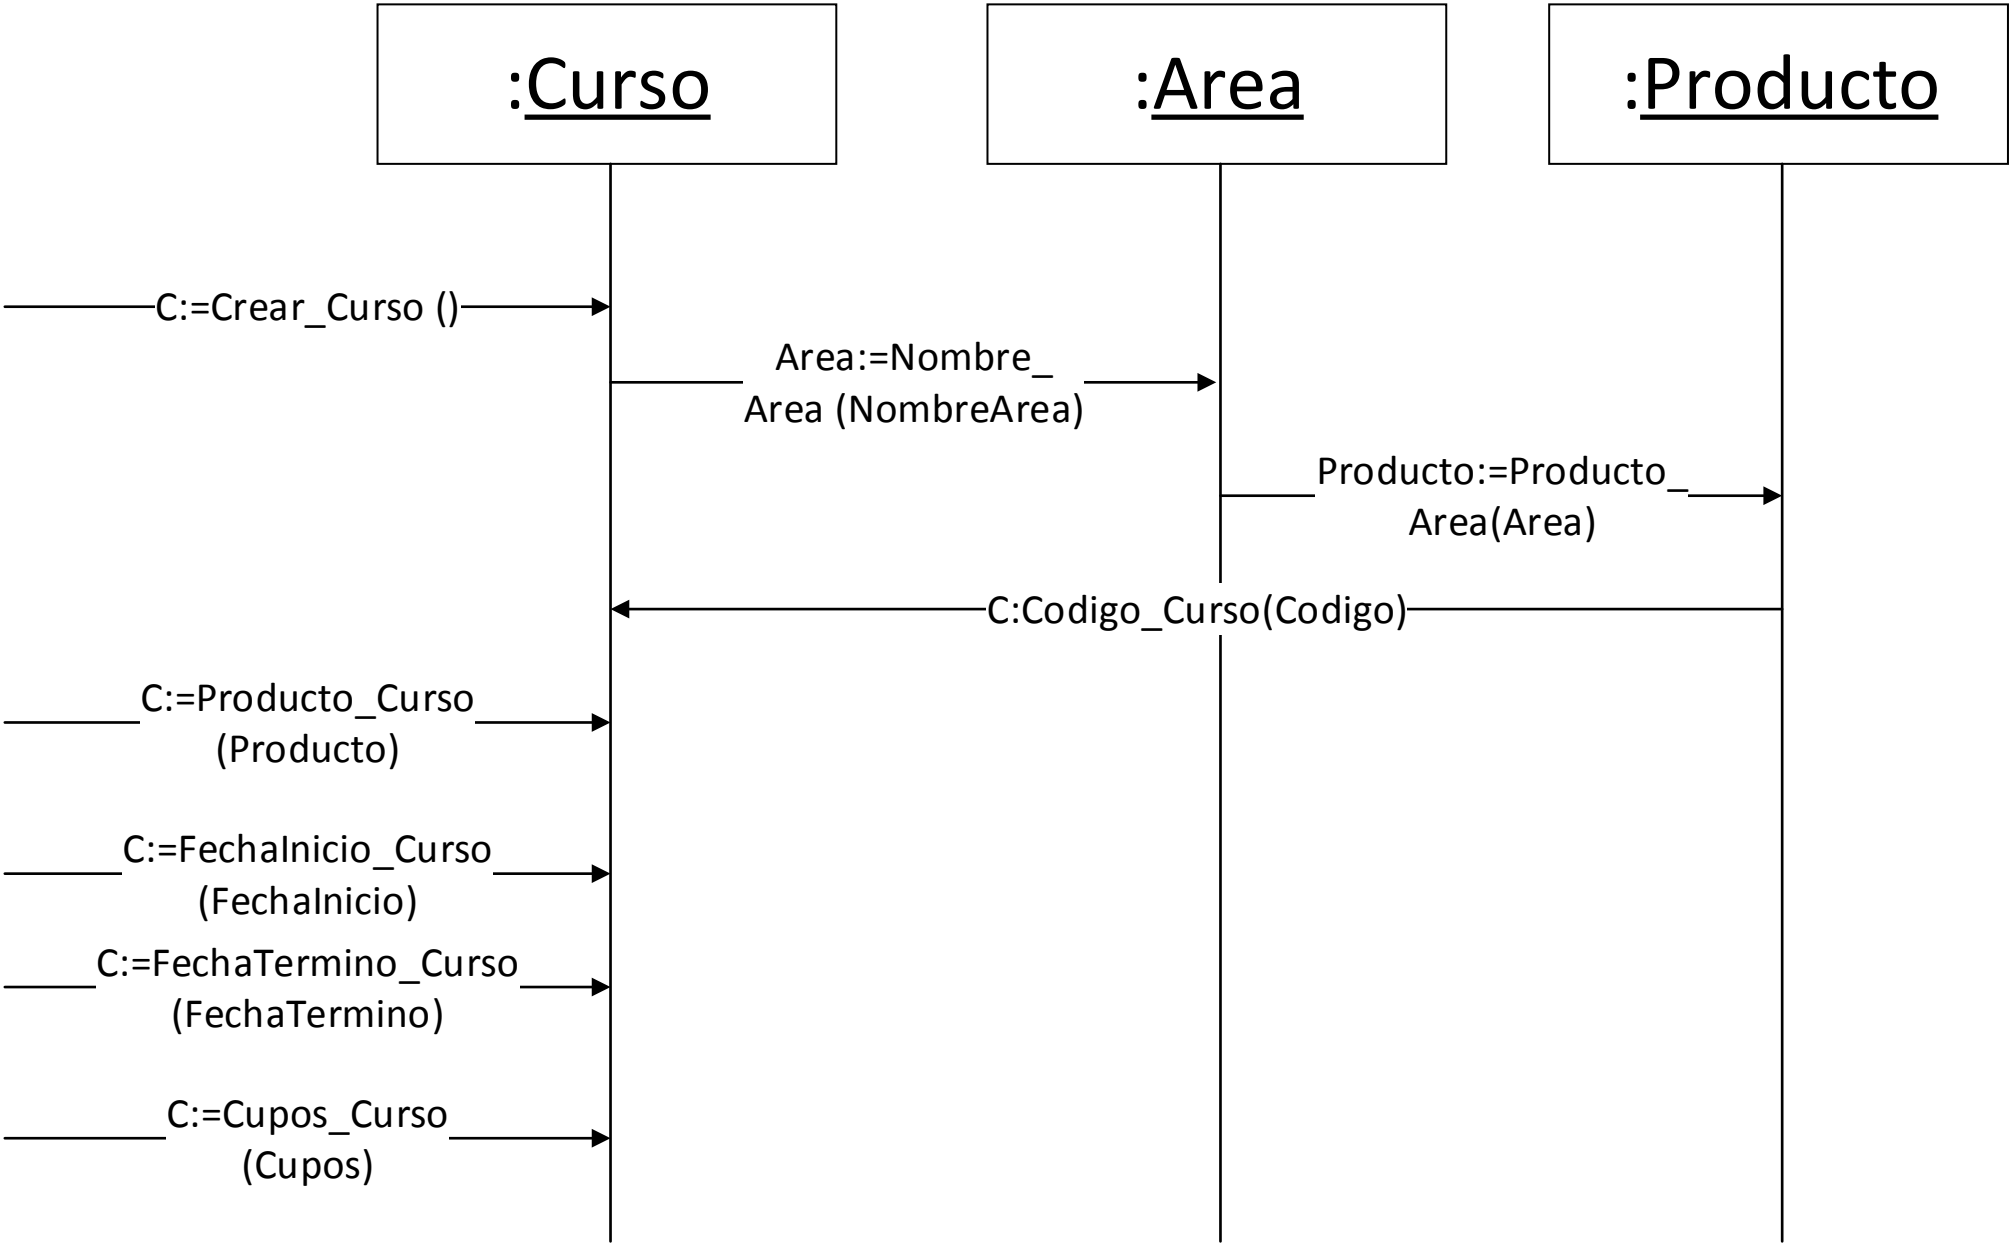 :Curso
:Area
:Producto
C:=Crear_Curso ()
Area:=Nombre_
Area (NombreArea)
Producto:=Producto_
Area(Area)
C:Codigo_Curso(Codigo)
C:=Producto_Curso
(Producto)
C:=FechaInicio_Curso
(FechaInicio)
C:=FechaTermino_Curso
(FechaTermino)
C:=Cupos_Curso
(Cupos)